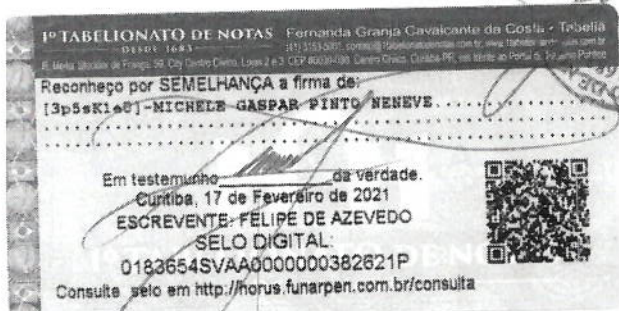 1º TABELIONATO DE NOTAS Fernanda Granja Cavalcante da Costa - Tabeliã
DESDE 1683
Reconheço por SEMELHANÇA a firma de:
-MICHELE GASPAR PINTO NENEVE
Em testemunho da verdade.
Curitiba, 17 de Fevereiro de 2021
ESCREVENTE: FELIPE DE AZEVEDO
SELO DIGITAL:
0183654SVAA0000000382621P
Consulte selo em http://horus.funarpen.com.br/consulta